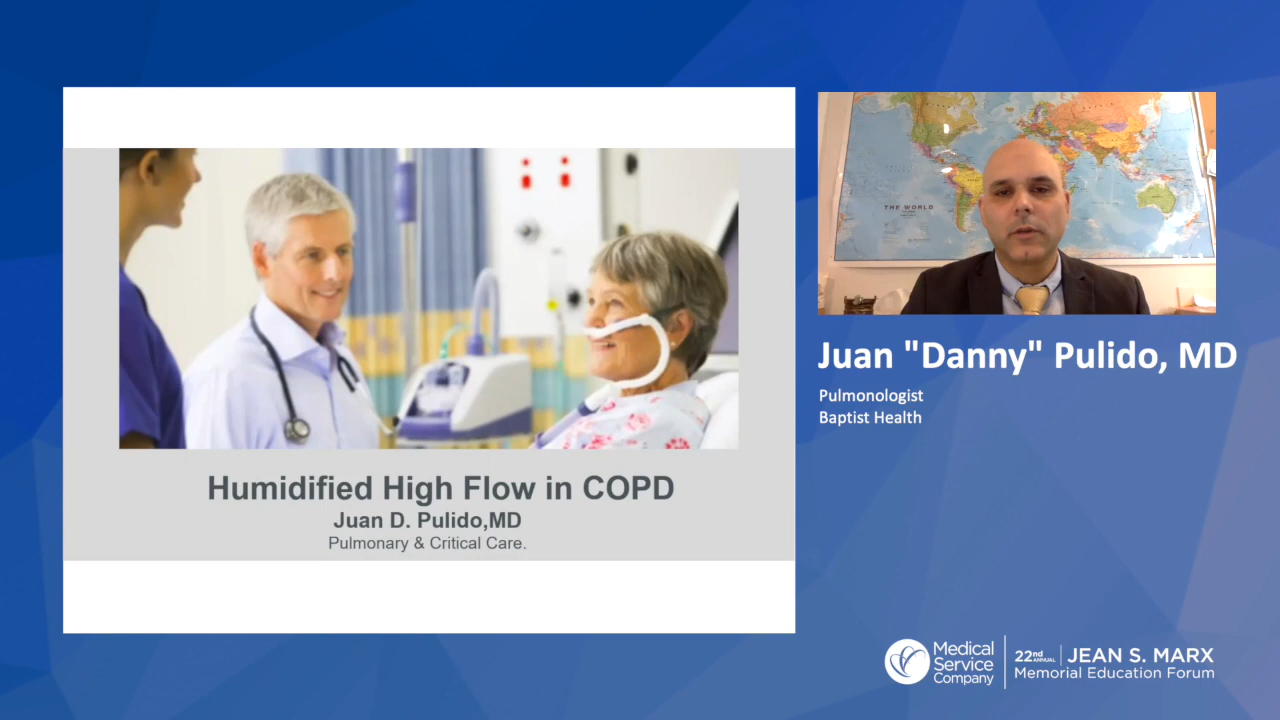 Humidified High Flow in COPD
Juan D. Pulido,MD
Pulmonary & Critical Care.
THE WORLD
Juan "Danny" Pulido, MD
Pulmonologist
Baptist Health
Medical
Service
Company
22nd ANNUAL JEAN S. MARX
Memorial Education Forum